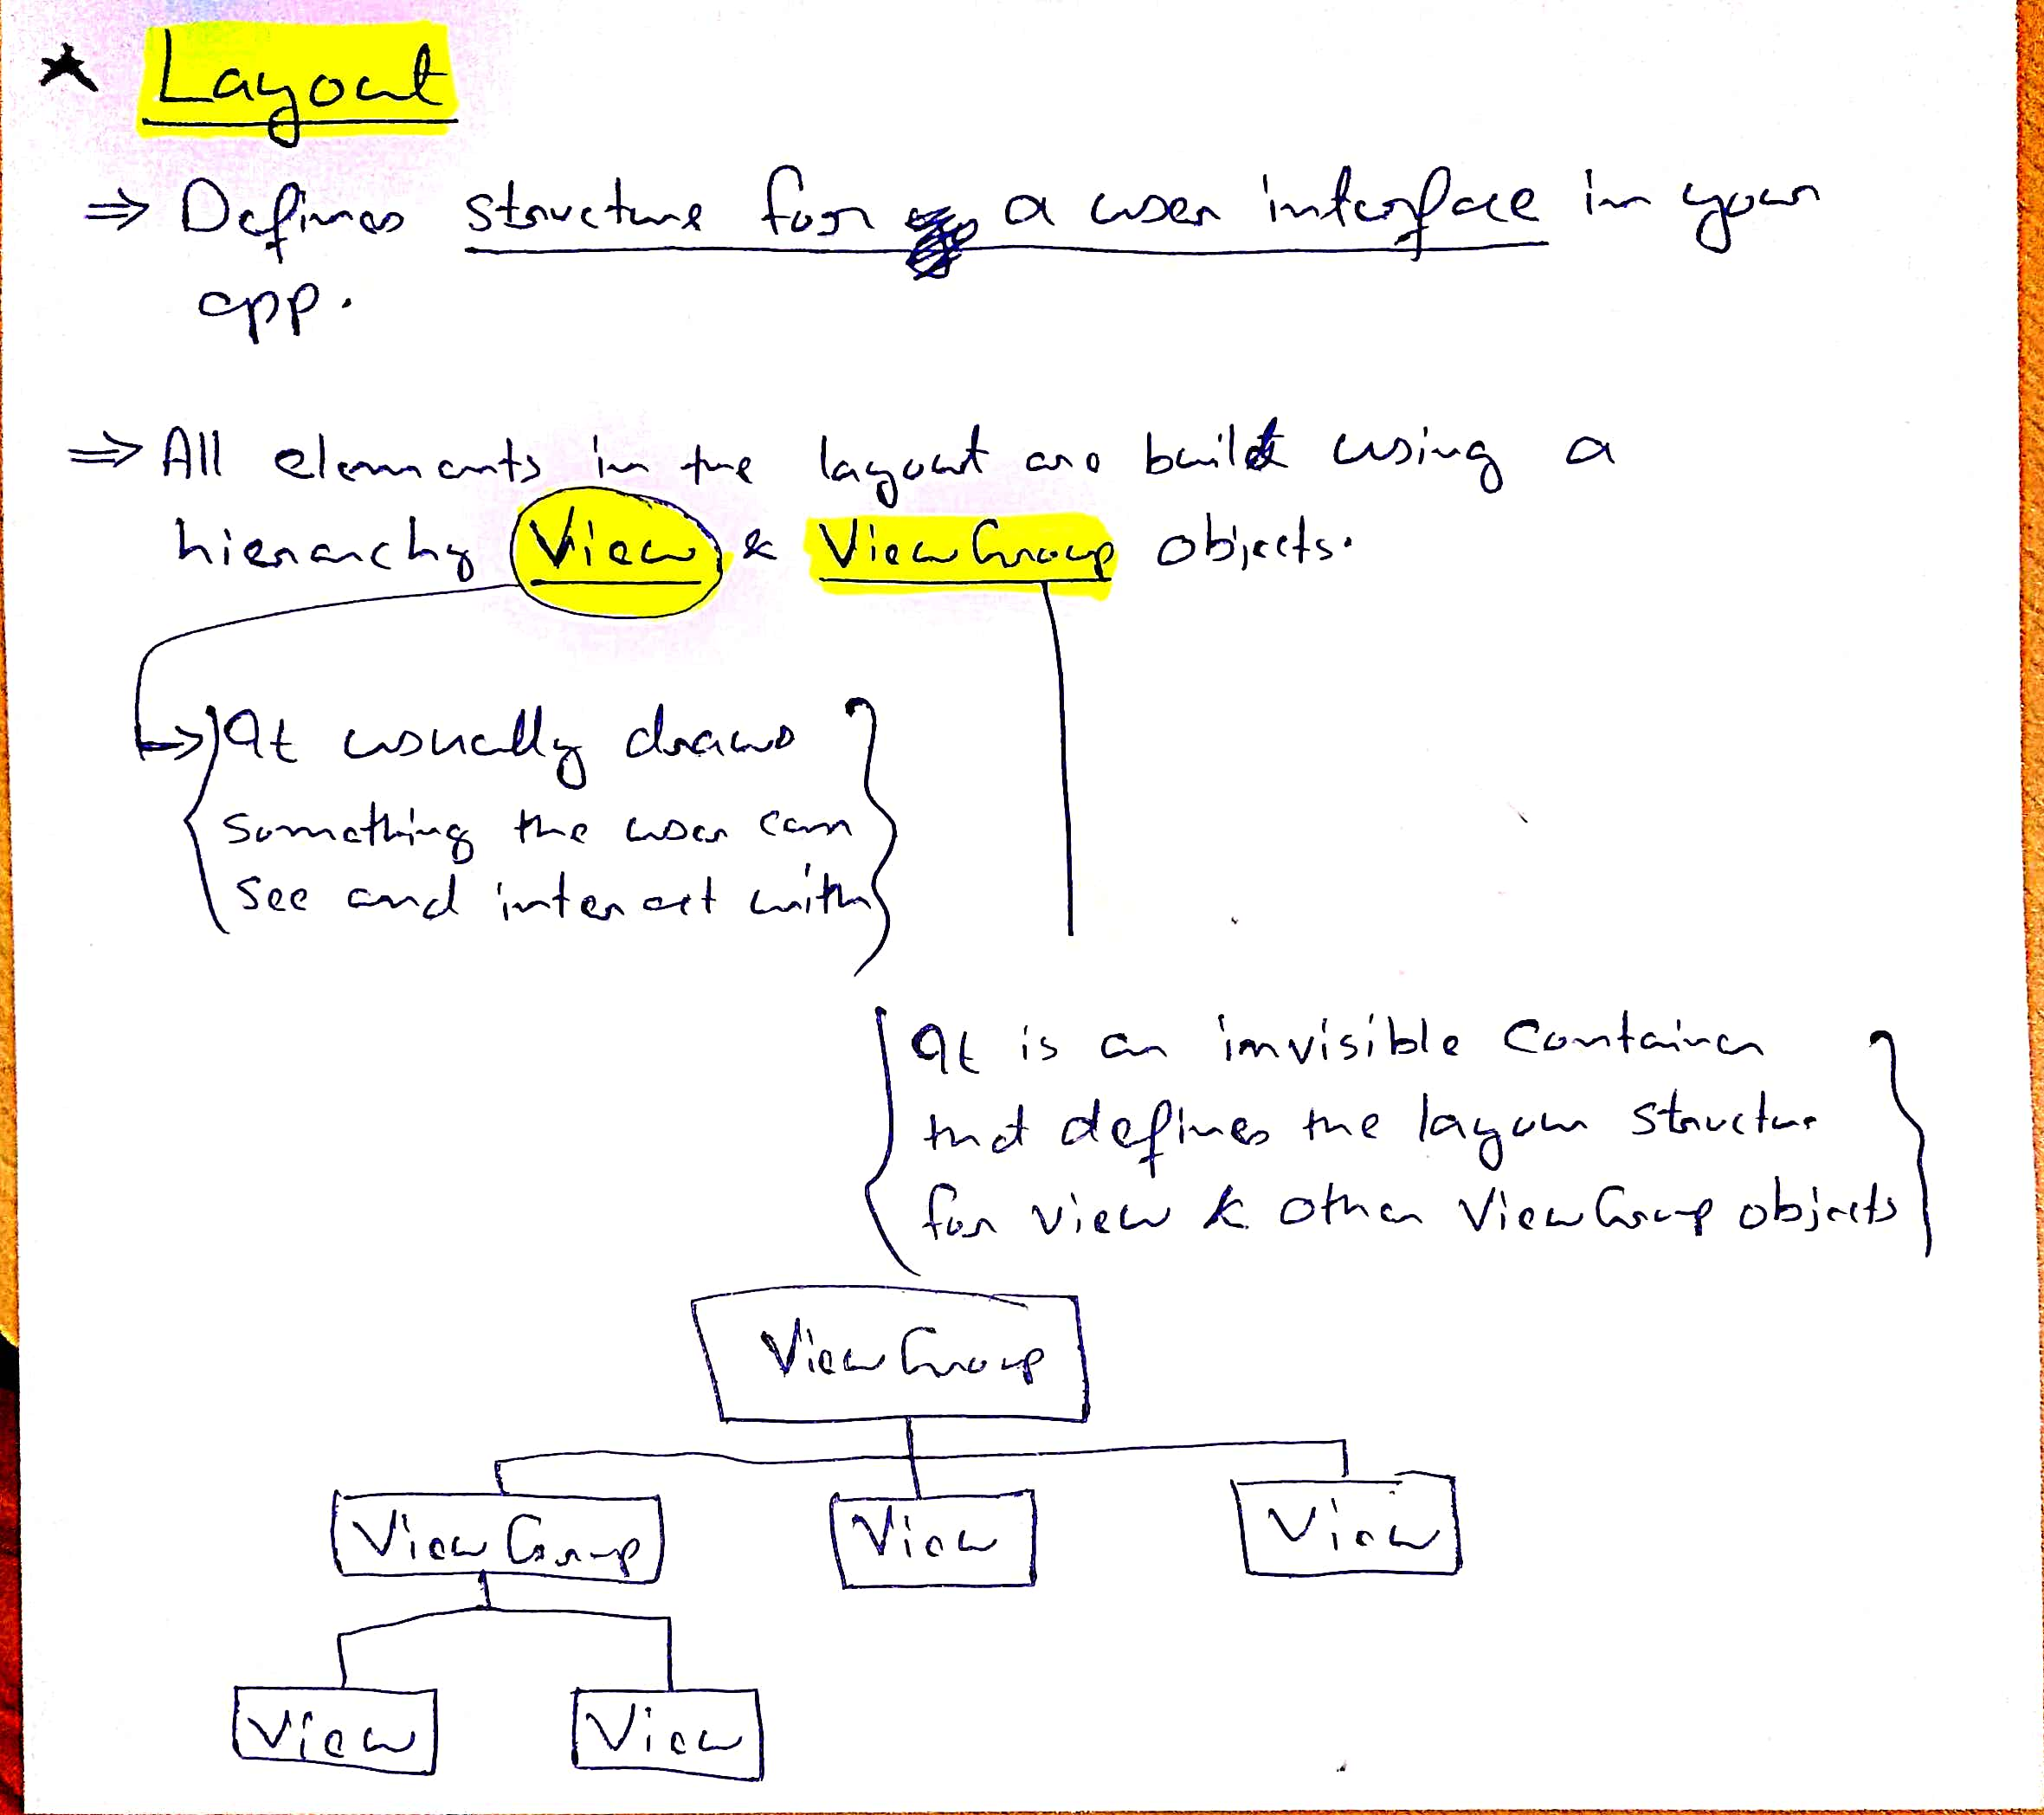 ★ Layout
⇒ Defines structure for a user interface in your
app.
⇒ All elements in the layout are built using a
hierarchy View & ViewGroup objects.
It usually draws
something the user can
see and interact with
It is an invisible container
that defines the layou structure
for view & other ViewGroup objects
ViewGroup
ViewGroup View View
View View